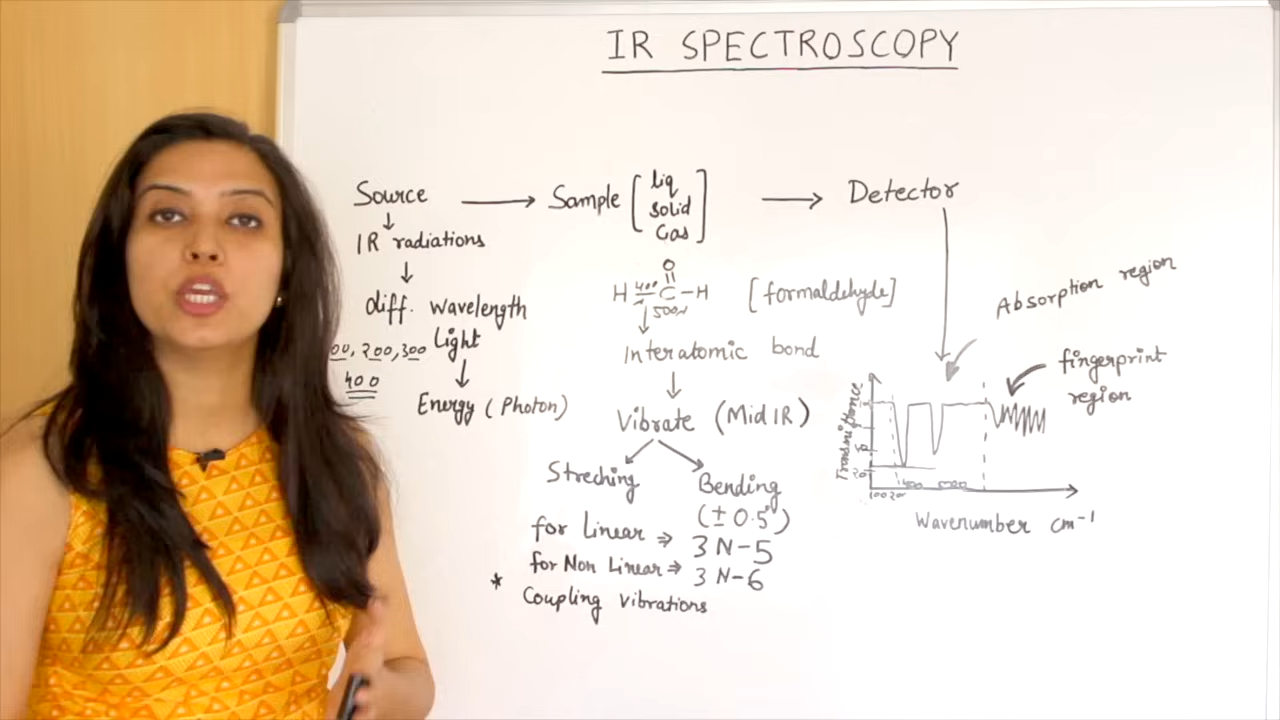 IR SPECTROSCOPY
Source → Sample [Liq
Solid
Gas] → Detector
↓
IR radiations
↓
diff. wavelength
Light
00, 200, 300
400
↓
Energy (Photon)
O
||
H 400 C - H [formaldehyde]
Interatomic bond
↓
Vibrate (Mid IR)
Streching Bending
(± 0.5°)
for Linear ⇒ 3N-5
for Non Linear ⇒ 3N-6
* Coupling vibrations
Absorption region
fingerprint
region
Wavenumber cm⁻¹